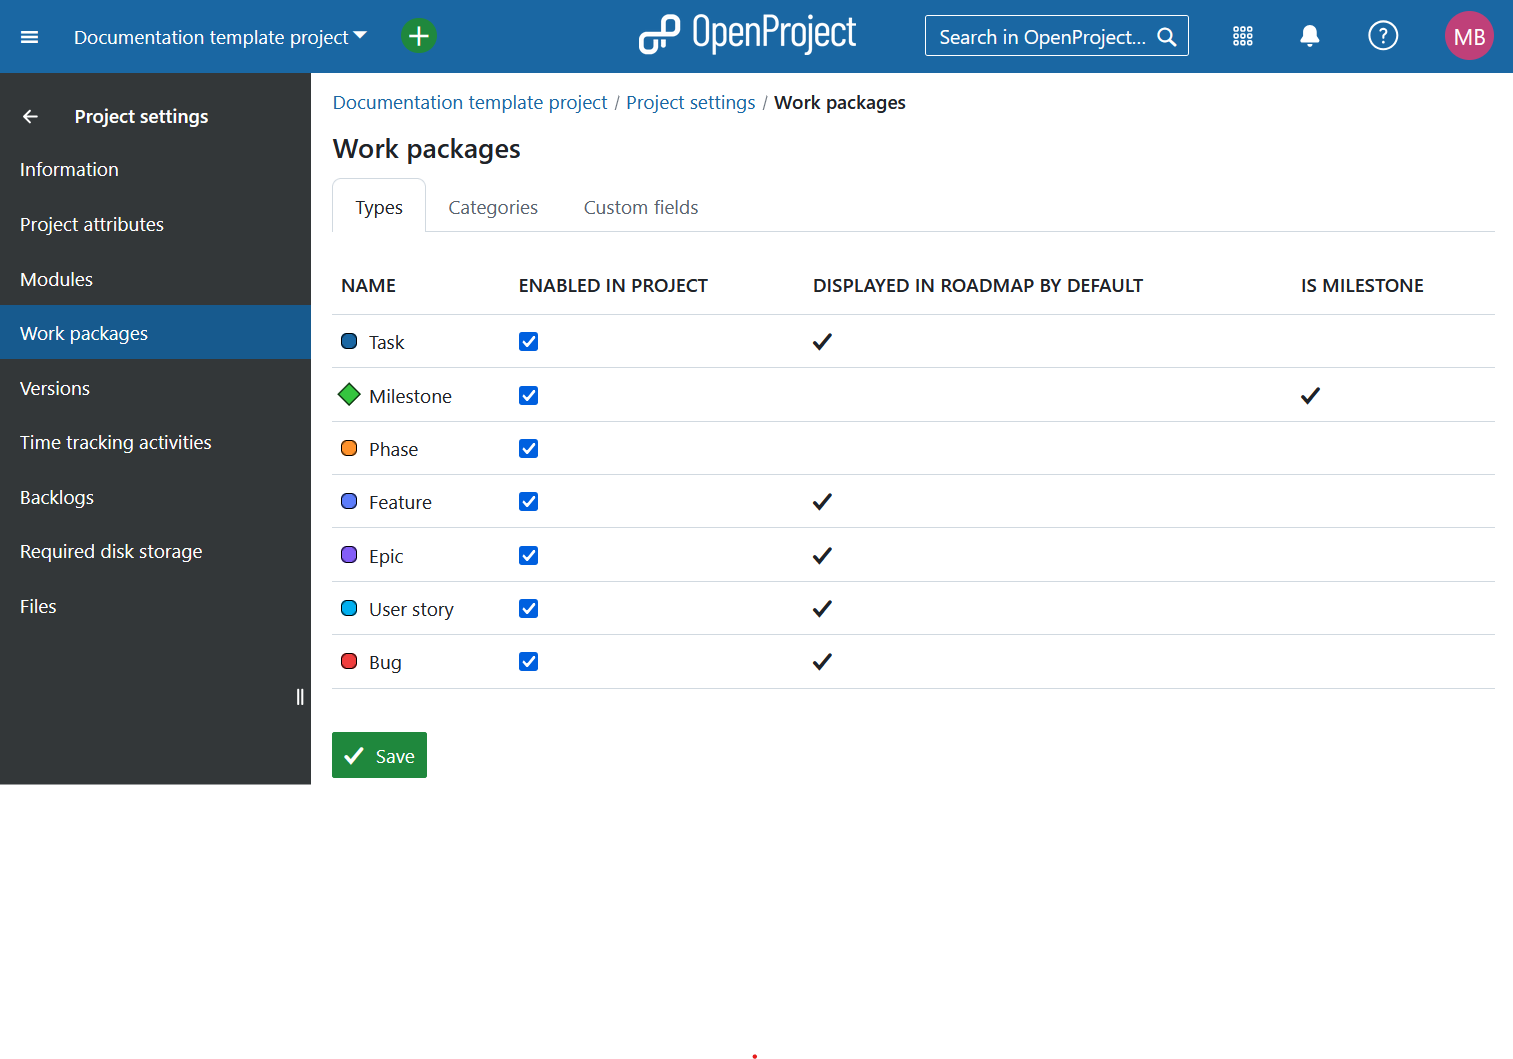 Documentation template project
OpenProject
Search in OpenProject...
MB
Project settings
Information
Project attributes
Modules
Work packages
Versions
Time tracking activities
Backlogs
Required disk storage
Files
Documentation template project / Project settings / Work packages
Work packages
Types Categories Custom fields
NAME ENABLED IN PROJECT DISPLAYED IN ROADMAP BY DEFAULT IS MILESTONE
Task
Milestone
Phase
Feature
Epic
User story
Bug
Save